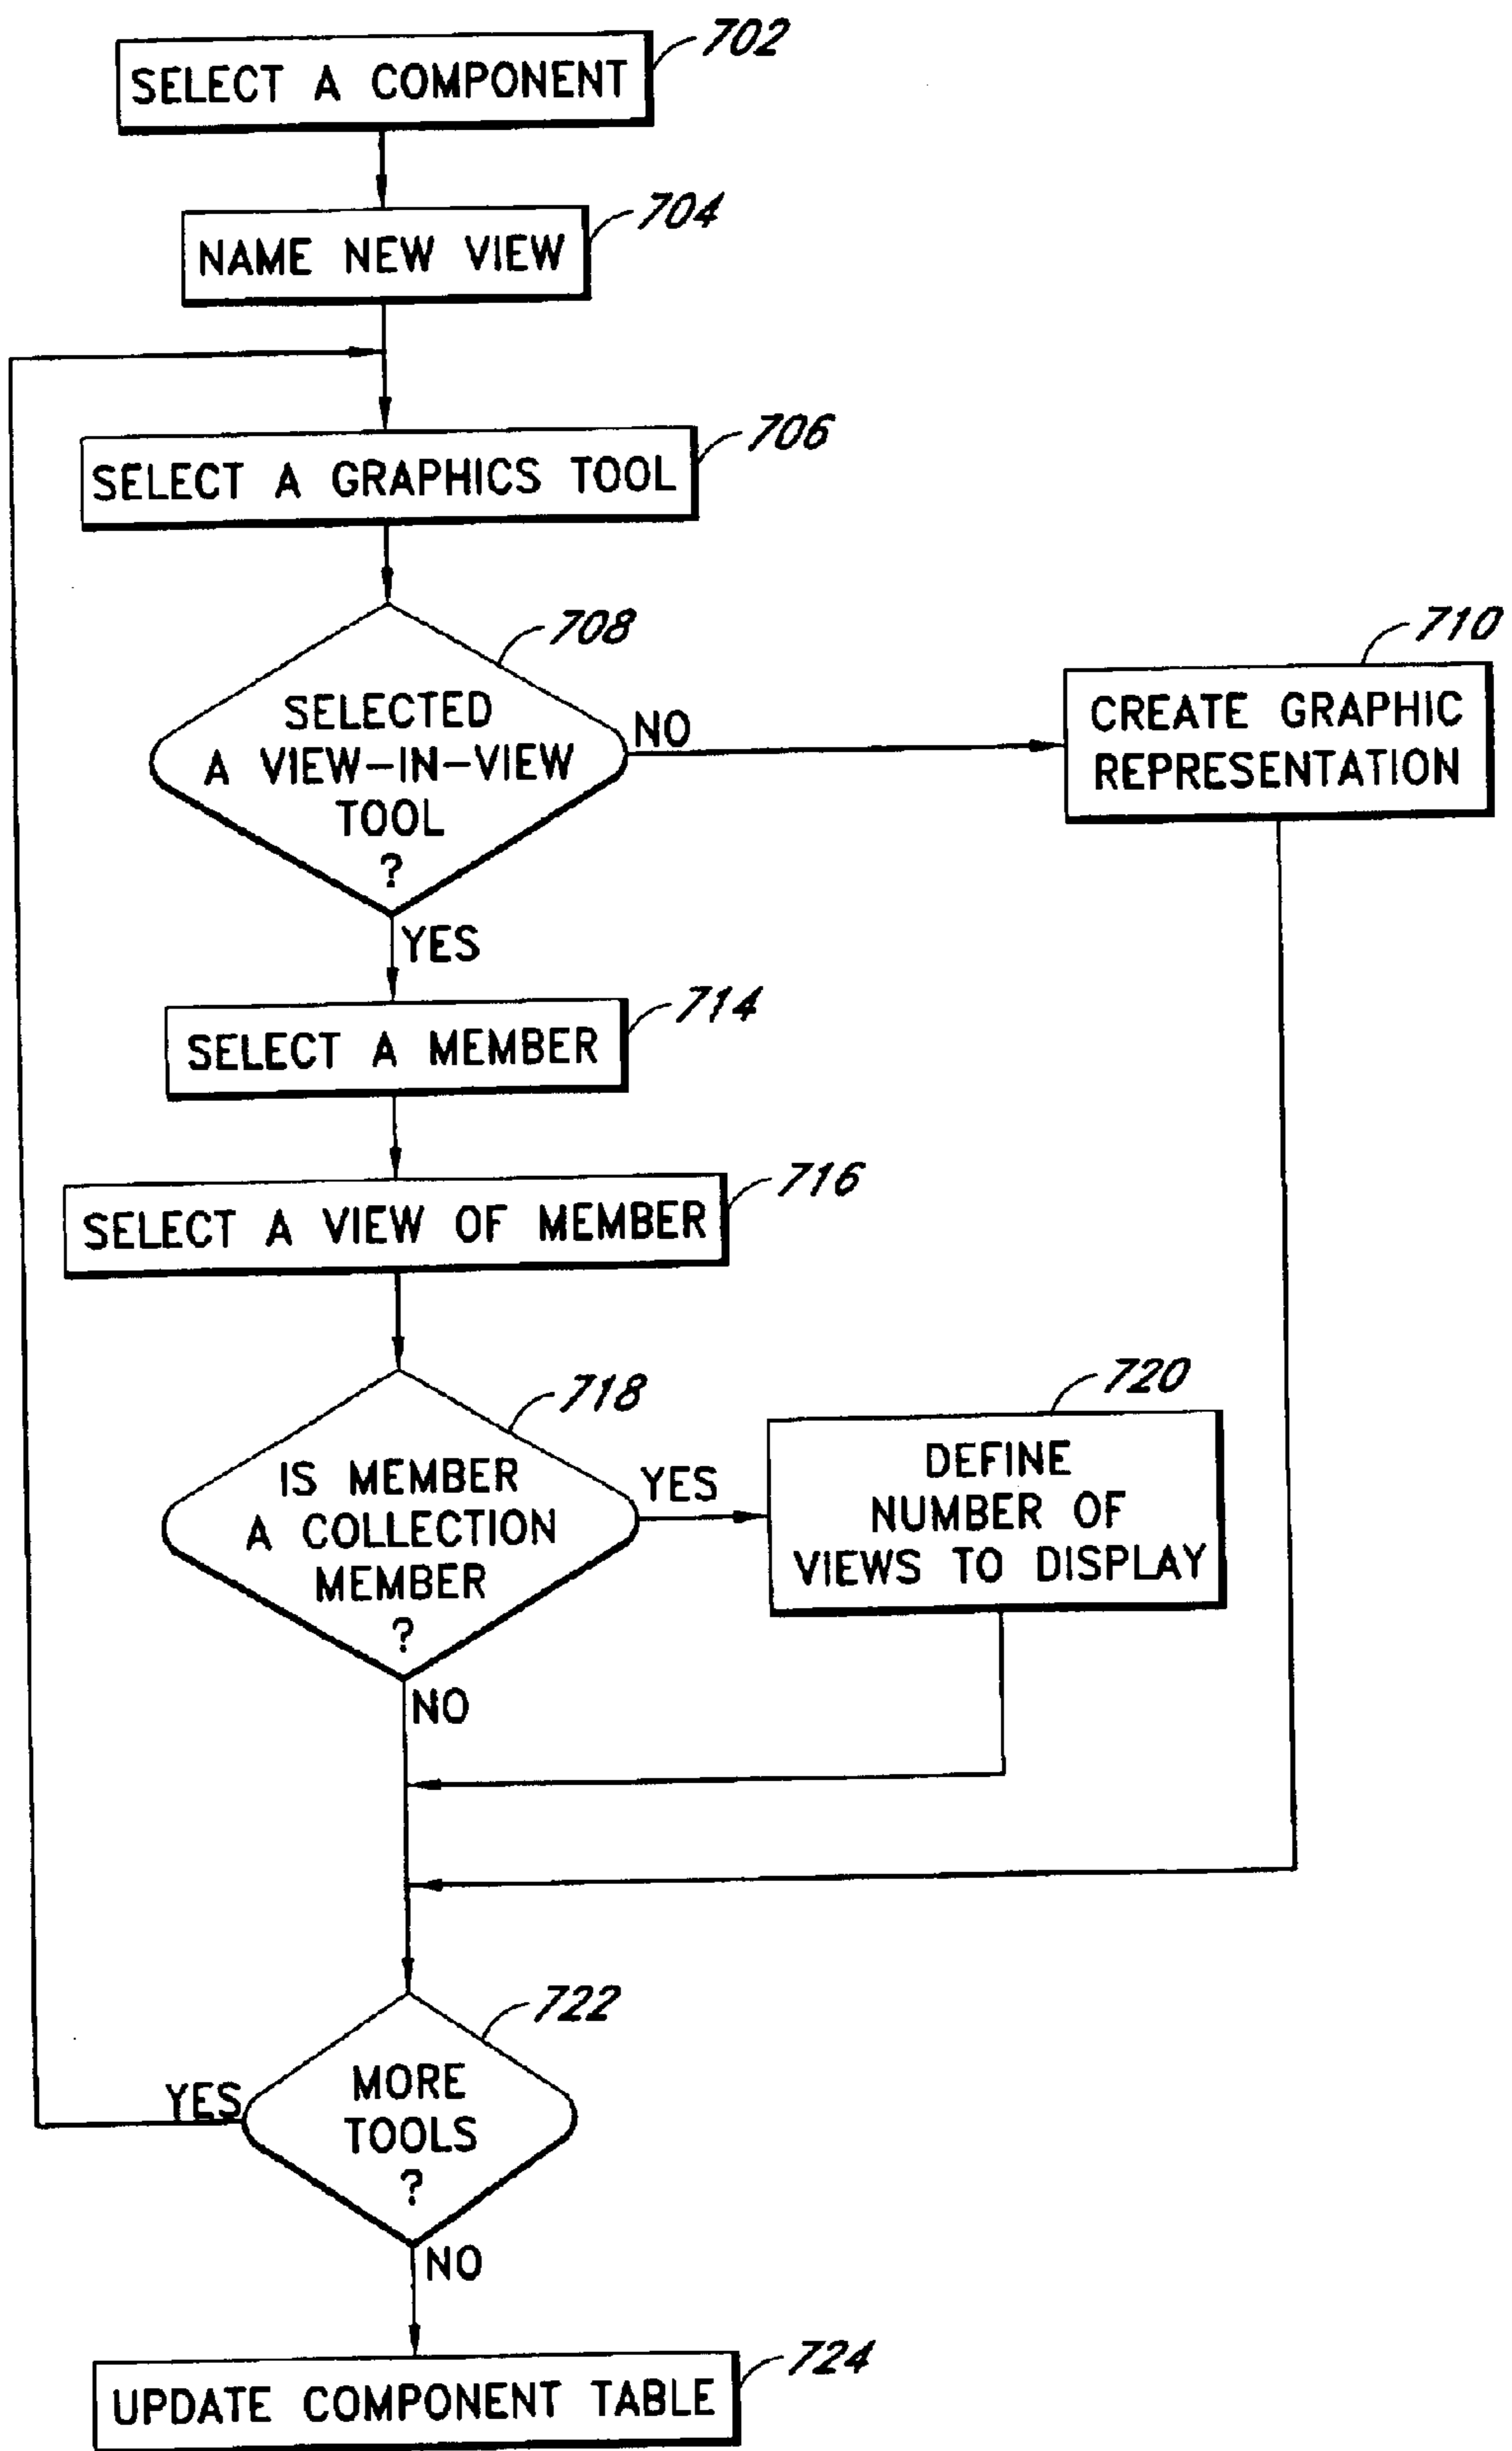 702
SELECT A COMPONENT
704
NAME NEW VIEW
706
SELECT A GRAPHICS TOOL
708
SELECTED
A VIEW-IN-VIEW
TOOL
?
NO
710
CREATE GRAPHIC
REPRESENTATION
YES
714
SELECT A MEMBER
716
SELECT A VIEW OF MEMBER
718
IS MEMBER
A COLLECTION
MEMBER
?
YES
720
DEFINE
NUMBER OF
VIEWS TO DISPLAY
NO
722
MORE
TOOLS
?
YES
NO
724
UPDATE COMPONENT TABLE